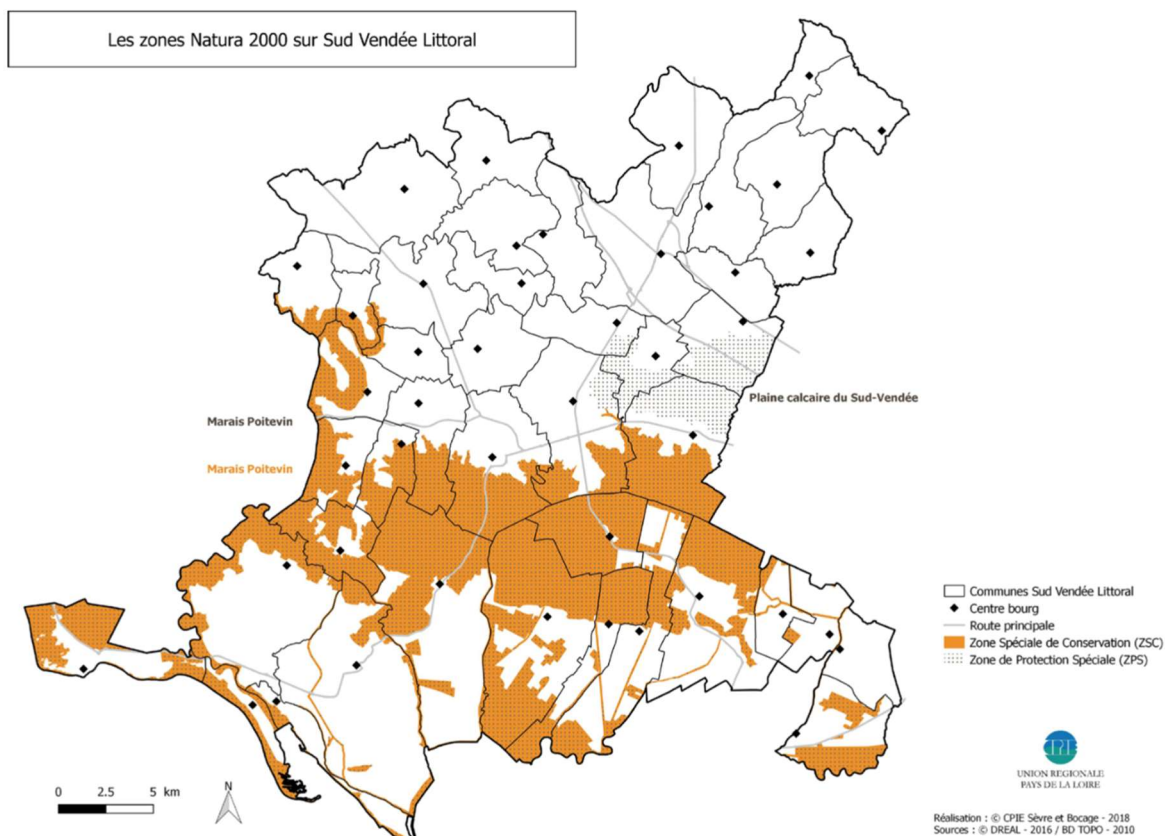 Les zones Natura 2000 sur Sud Vendée Littoral
Plaine calcaire du Sud-Vendée
Marais Poitevin
Marais Poitevin
Communes Sud Vendée Littoral
Centre bourg
Route principale
Zone Spéciale de Conservation (ZSC)
Zone de Protection Spéciale (ZPS)
0 2.5 5 km
N
CPIE
UNION REGIONALE
PAYS DE LA LOIRE
Réalisation : © CPIE Sèvre et Bocage - 2018
Sources : © DREAL - 2016 / BD TOPO - 2010